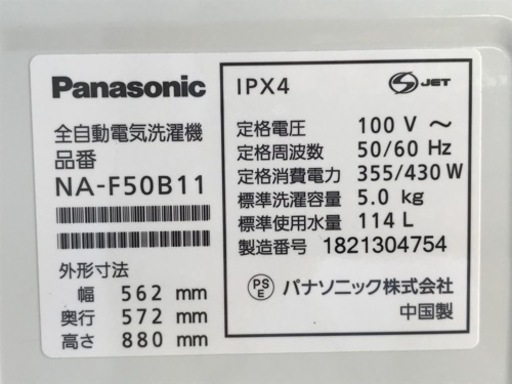 Panasonic
全自動電気洗濯機
品番
NA-F50B11
外形寸法
幅 562 mm
奥行 572 mm
高さ 880 mm
IPX4
S JET
定格電圧 100 V ～
定格周波数 50/60 Hz
定格消費電力 355/430 W
標準洗濯容量 5.0 kg
標準使用水量 114 L
製造番号 1821304754
PS E パナソニック株式会社
中国製